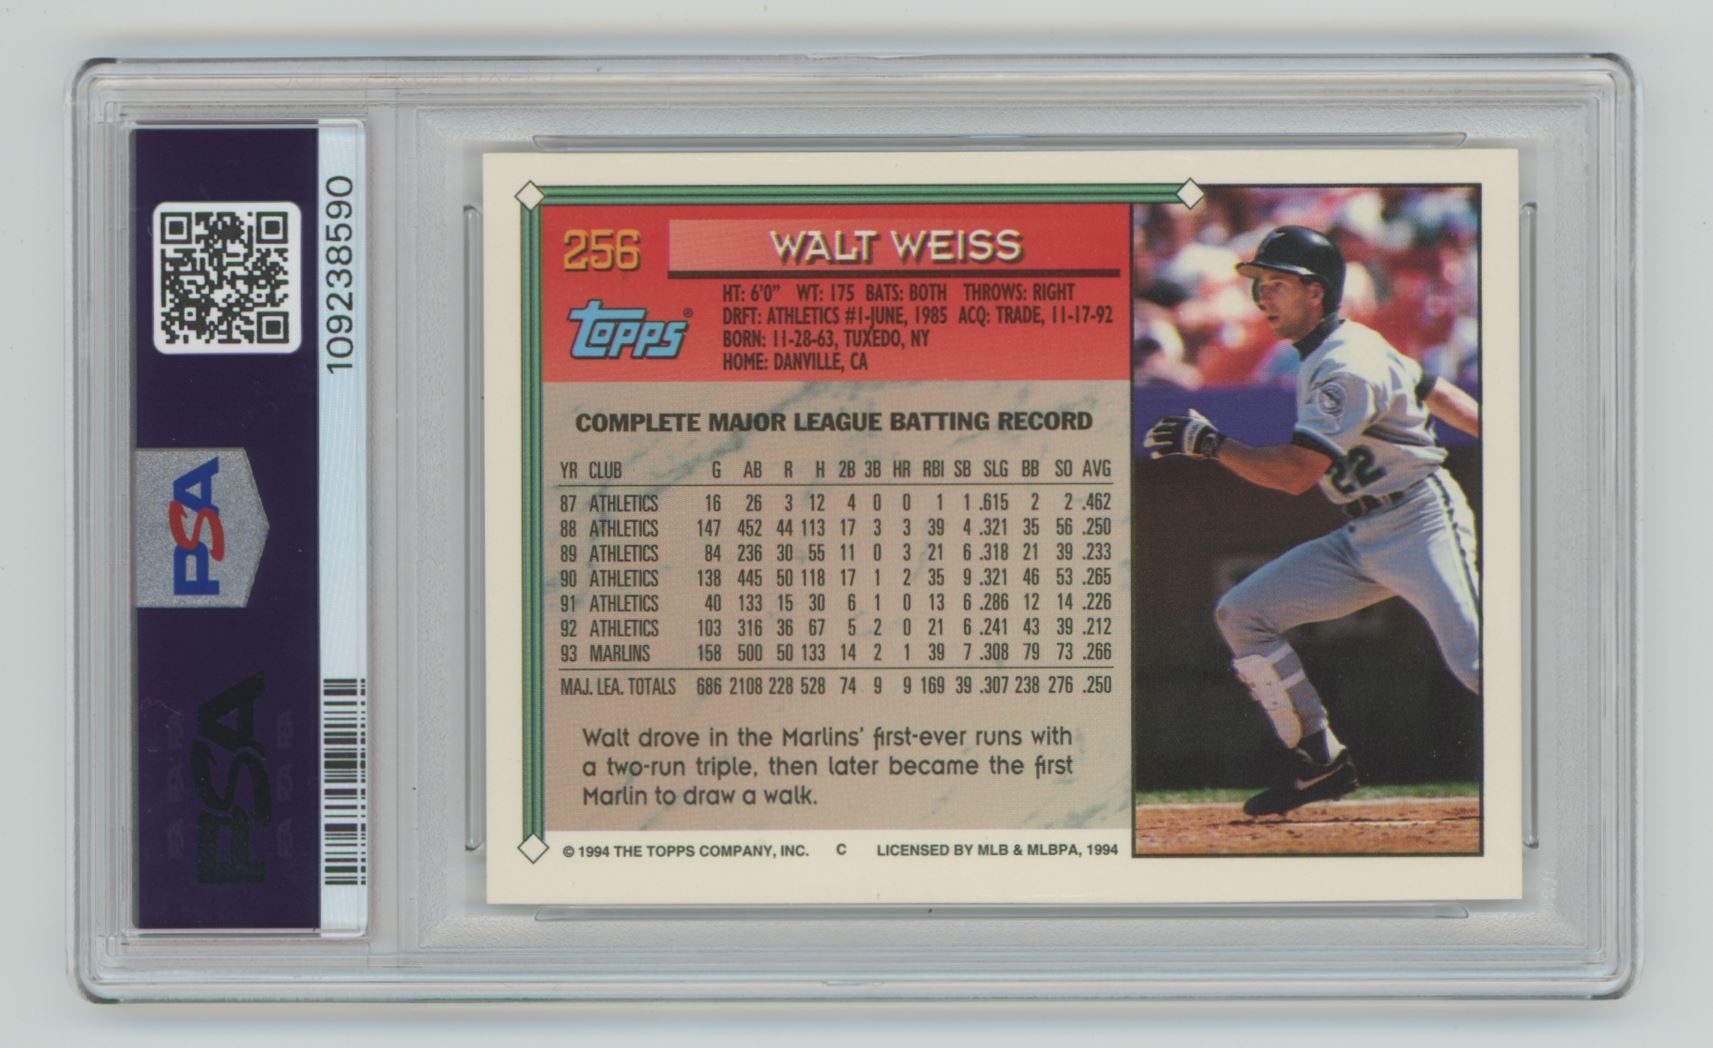 109238590
PSA
PSA
256
WALT WEISS
Topps®
HT: 6'0" WT: 175 BATS: BOTH THROWS: RIGHT
DRFT: ATHLETICS #1-JUNE, 1985 ACQ: TRADE, 11-17-92
BORN: 11-28-63, TUXEDO, NY
HOME: DANVILLE, CA
COMPLETE MAJOR LEAGUE BATTING RECORD
YR CLUB G AB R H 2B 3B HR RBI SB SLG BB SO AVG
87 ATHLETICS 16 26 3 12 4 0 0 1 1 .615 2 2 .462
88 ATHLETICS 147 452 44 113 17 3 3 39 4 .321 35 56 .250
89 ATHLETICS 84 236 30 55 11 0 3 21 6 .318 21 39 .233
90 ATHLETICS 138 445 50 118 17 1 2 35 9 .321 46 53 .265
91 ATHLETICS 40 133 15 30 6 1 0 13 6 .286 12 14 .226
92 ATHLETICS 103 316 36 67 5 2 0 21 6 .241 43 39 .212
93 MARLINS 158 500 50 133 14 2 1 39 7 .308 79 73 .266
MAJ. LEA. TOTALS 686 2108 228 528 74 9 9 169 39 .307 238 276 .250
Walt drove in the Marlins' first-ever runs with
a two-run triple, then later became the first
Marlin to draw a walk.
© 1994 THE TOPPS COMPANY, INC. C LICENSED BY MLB & MLBPA, 1994
22